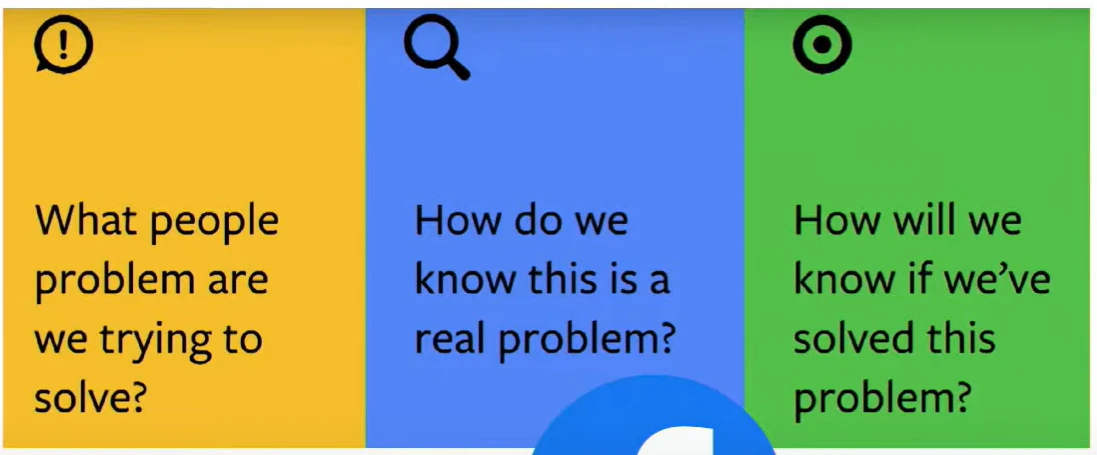 What people
problem are
we trying to
solve?
How do we
know this is a
real problem?
How will we
know if we’ve
solved this
problem?